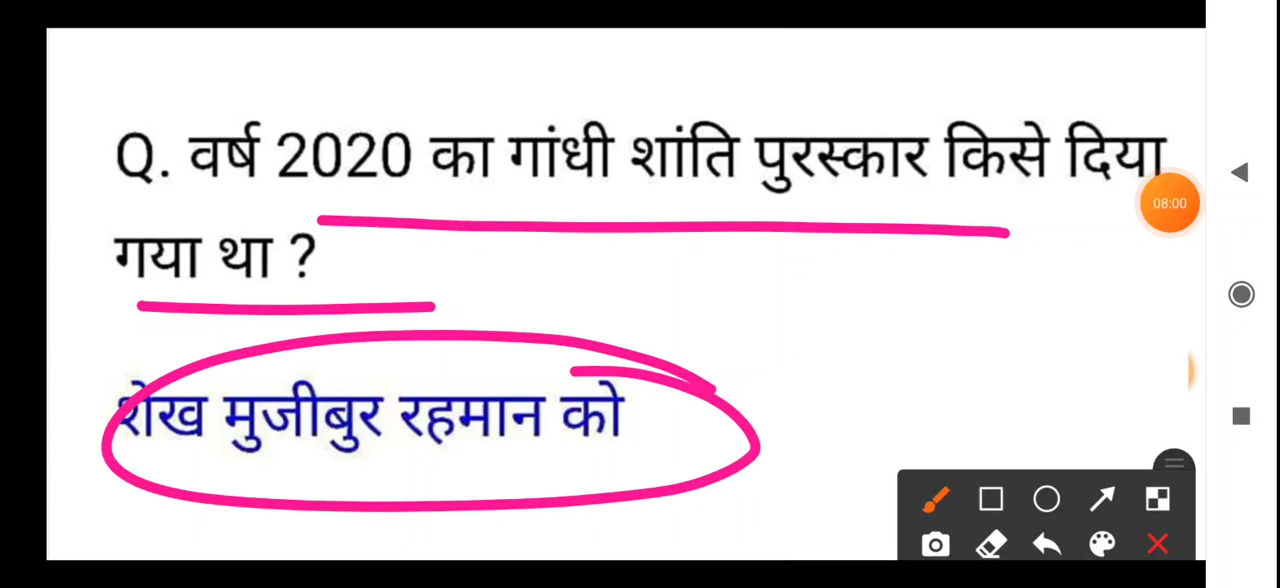 Q. वर्ष 2020 का गांधी शांति पुरस्कार किसे दिया
08:00
गया था ?
शेख मुजीबुर रहमान को